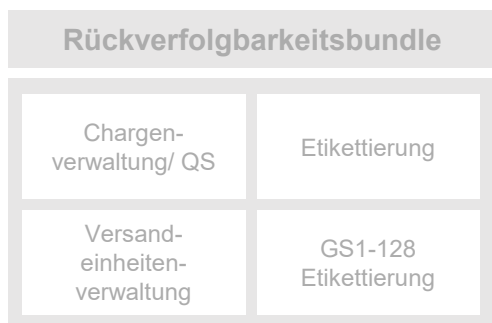 Rückverfolgbarkeitsbundle
Chargen-
verwaltung/ QS
Etikettierung
Versand-
einheiten-
verwaltung
GS1-128
Etikettierung